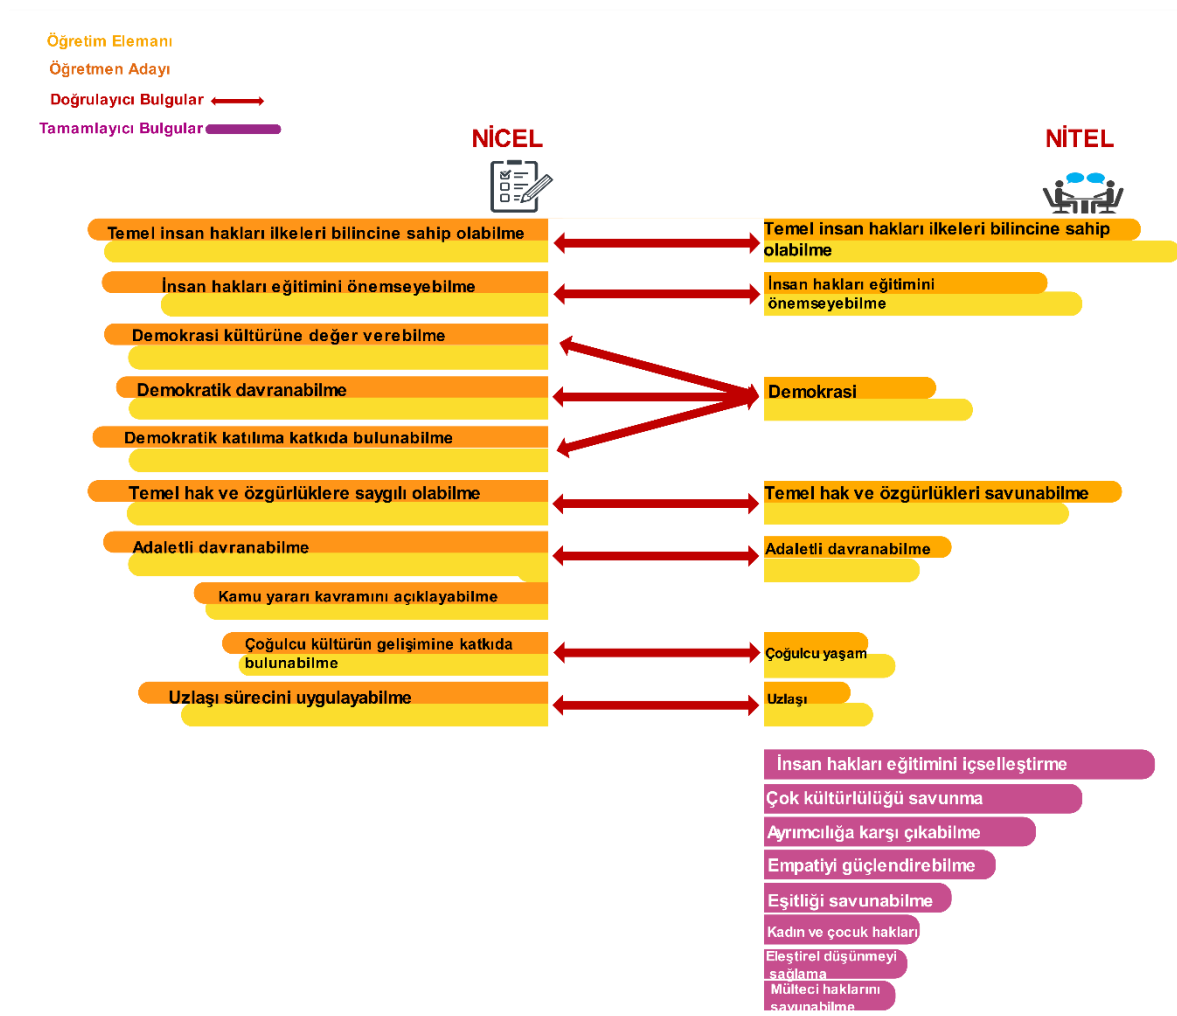 Öğretim Elemanı
Öğretmen Adayı
Doğrulayıcı Bulgular
Tamamlayıcı Bulgular
NİCEL
NİTEL
Temel insan hakları ilkeleri bilincine sahip olabilme
Temel insan hakları ilkeleri bilincine sahip
olabilme
İnsan hakları eğitimini önemseyebilme
İnsan hakları eğitimini
önemseyebilme
Demokrasi kültürüne değer verebilme
Demokratik davranabilme
Demokrasi
Demokratik katılıma katkıda bulunabilme
Temel hak ve özgürlüklere saygılı olabilme
Temel hak ve özgürlükleri savunabilme
Adaletli davranabilme
Adaletli davranabilme
Kamu yararı kavramını açıklayabilme
Çoğulcu kültürün gelişimine katkıda
bulunabilme
Çoğulcu yaşam
Uzlaşı sürecini uygulayabilme
Uzlaşı
İnsan hakları eğitimini içselleştirme
Çok kültürlülüğü savunma
Ayrımcılığa karşı çıkabilme
Empatiyi güçlendirebilme
Eşitliği savunabilme
Kadın ve çocuk hakları
Eleştirel düşünmeyi
sağlama
Mülteci haklarını
savunabilme